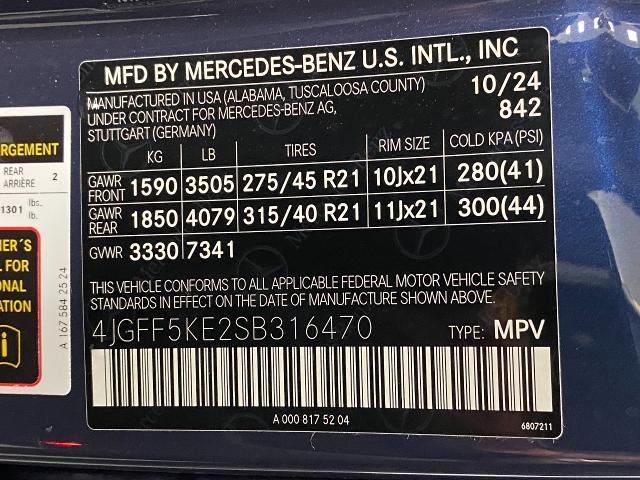 MFD BY MERCEDES-BENZ U.S. INTL., INC
MANUFACTURED IN USA (ALABAMA, TUSCALOOSA COUNTY) 10/24
UNDER CONTRACT FOR MERCEDES-BENZ AG, 842
STUTTGART (GERMANY)
KG LB TIRES RIM SIZE COLD KPA (PSI)
GAWR FRONT 1590 3505 275/45 R21 10Jx21 280(41)
GAWR REAR 1850 4079 315/40 R21 11Jx21 300(44)
GVWR 3330 7341
THIS VEHICLE CONFORMS TO ALL APPLICABLE FEDERAL MOTOR VEHICLE SAFETY
STANDARDS IN EFFECT ON THE DATE OF MANUFACTURE SHOWN ABOVE.
4JGFF5KE2SB316470 TYPE: MPV
A 000 817 52 04
6807211
RGEMENT
REAR
ARRIÈRE 2
1301 lbs.
lb.
ER´S
L FOR
ONAL
ATION
i
A 167 584 25 24